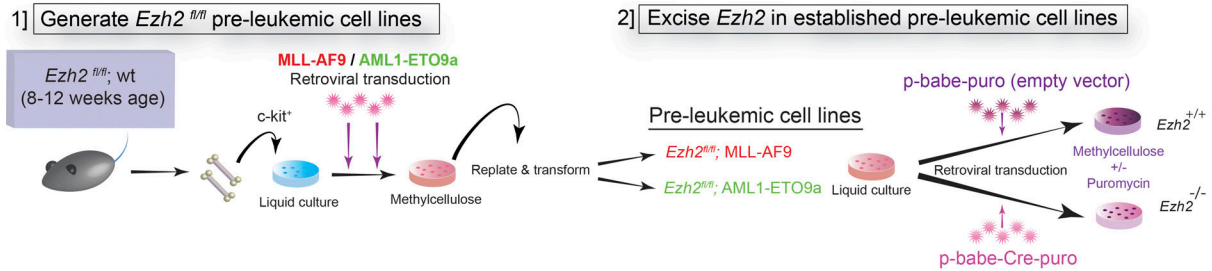 1] Generate Ezh2 fl/fl pre-leukemic cell lines
2] Excise Ezh2 in established pre-leukemic cell lines
Ezh2 fl/fl; wt
(8-12 weeks age)
MLL-AF9 / AML1-ETO9a
Retroviral transduction
c-kit+
Liquid culture
Methylcellulose
Replate & transform
Pre-leukemic cell lines
Ezh2fl/fl; MLL-AF9
Ezh2fl/fl; AML1-ETO9a
Liquid culture
p-babe-puro (empty vector)
Retroviral transduction
p-babe-Cre-puro
Ezh2+/+
Methylcellulose
+/-
Puromycin
Ezh2-/-